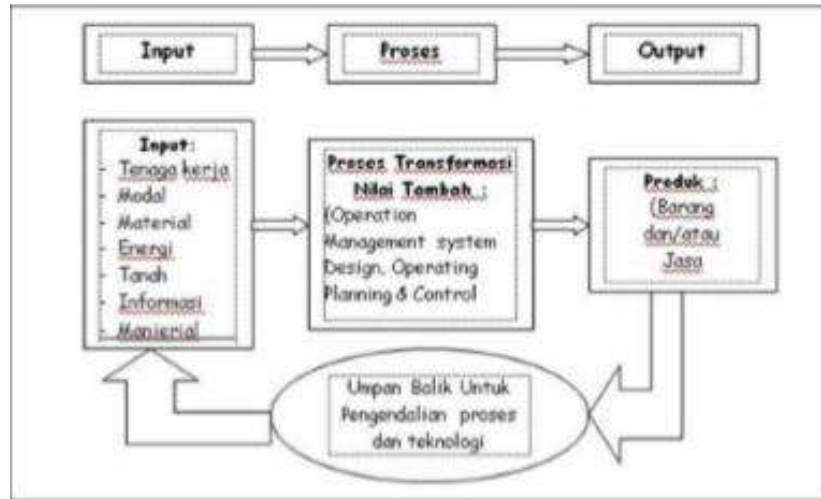 Input
Proses
Output
Input:
- Tenaga kerja
- Modal
- Material
- Energi
- Tanah
- Informasi
- Manjerial
Proses Transformasi
Nilai Tambah :
(Operation
Management system
Design, Operating
Planning & Control
Produk :
(Barang
dan/atau
Jasa
Umpan Balik Untuk
Pengendalian proses
dan teknologi